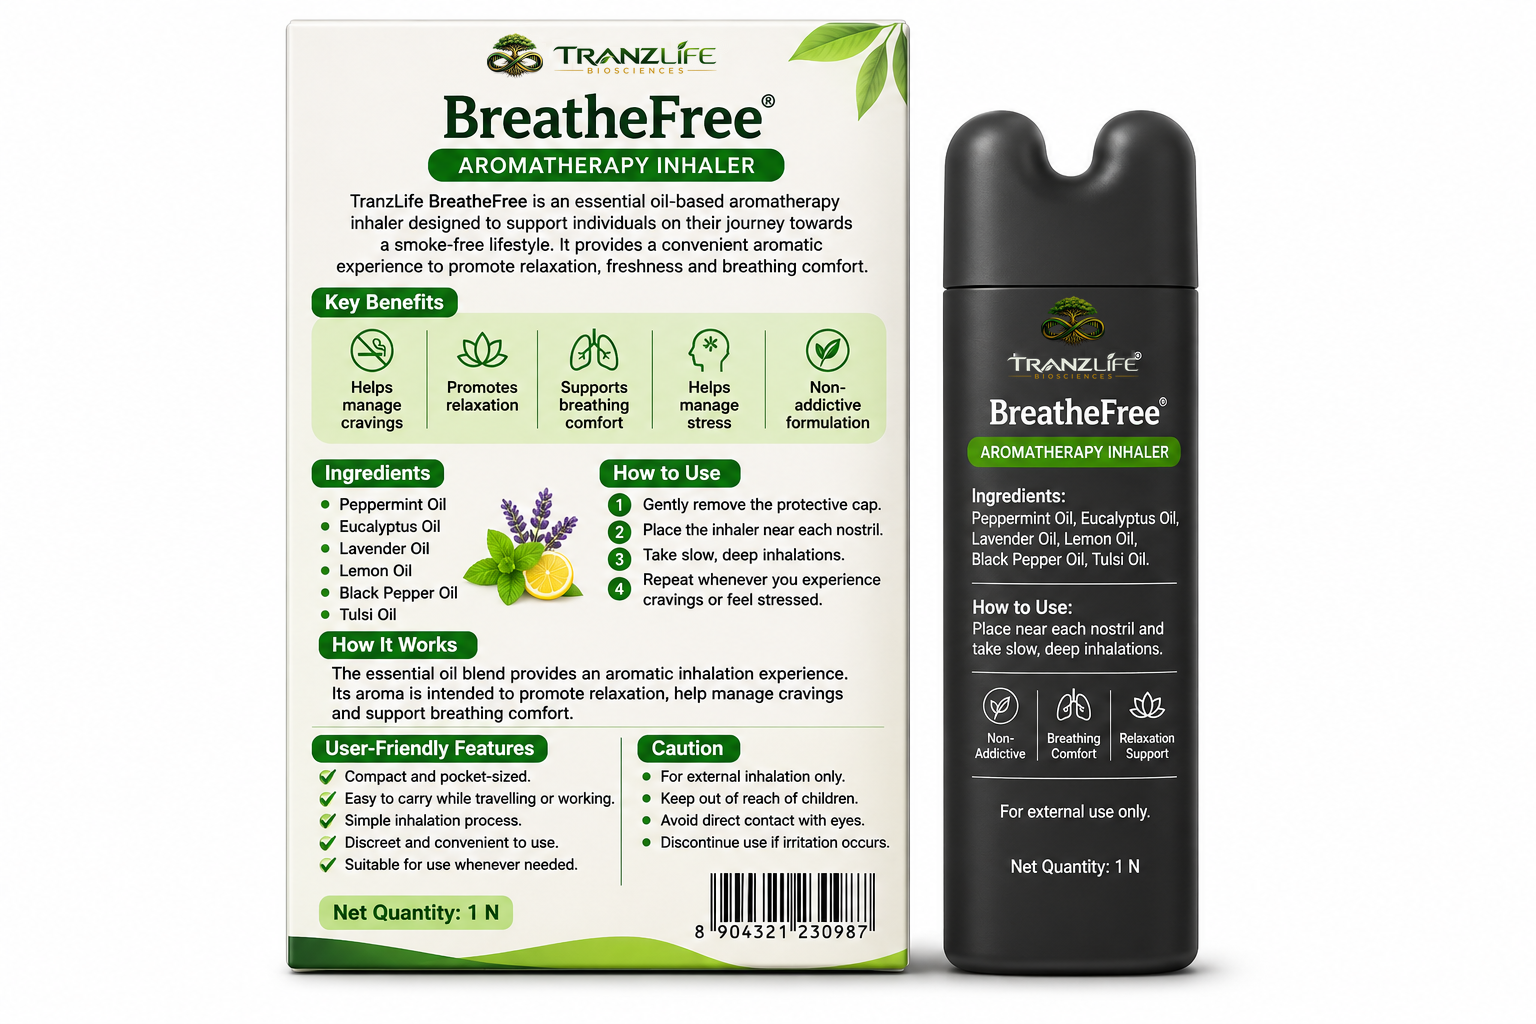 TRANZLIFE
BIOSCIENCES
BreatheFree®
AROMATHERAPY INHALER
TranzLife BreatheFree is an essential oil-based aromatherapy
inhaler designed to support individuals on their journey towards
a smoke-free lifestyle. It provides a convenient aromatic
experience to promote relaxation, freshness and breathing comfort.
Key Benefits
Helps
manage
cravings
Promotes
relaxation
Supports
breathing
comfort
Helps
manage
stress
Non-
addictive
formulation
Ingredients
• Peppermint Oil
• Eucalyptus Oil
• Lavender Oil
• Lemon Oil
• Black Pepper Oil
• Tulsi Oil
How to Use
1 Gently remove the protective cap.
2 Place the inhaler near each nostril.
3 Take slow, deep inhalations.
4 Repeat whenever you experience
cravings or feel stressed.
How It Works
The essential oil blend provides an aromatic inhalation experience.
Its aroma is intended to promote relaxation, help manage cravings
and support breathing comfort.
User-Friendly Features
Compact and pocket-sized.
Easy to carry while travelling or working.
Simple inhalation process.
Discreet and convenient to use.
Suitable for use whenever needed.
Caution
• For external inhalation only.
• Keep out of reach of children.
• Avoid direct contact with eyes.
• Discontinue use if irritation occurs.
Net Quantity: 1 N
8 904321 230987
TRANZLIFE®
BIOSCIENCES
BreatheFree®
AROMATHERAPY INHALER
Ingredients:
Peppermint Oil, Eucalyptus Oil,
Lavender Oil, Lemon Oil,
Black Pepper Oil, Tulsi Oil.
How to Use:
Place near each nostril and
take slow, deep inhalations.
Non-
Addictive
Breathing
Comfort
Relaxation
Support
For external use only.
Net Quantity: 1 N